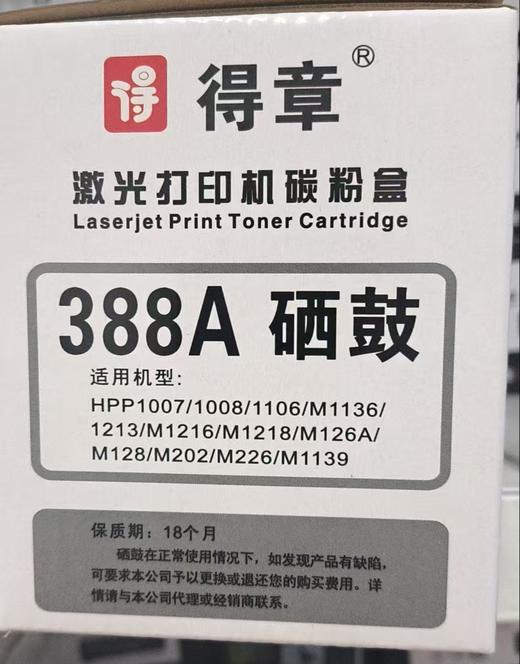 得
得章®
激光打印机碳粉盒
Laserjet Print Toner Cartridge
388A 硒鼓
适用机型:
HPP1007/1008/1106/M1136/
1213/M1216/M1218/M126A/
M128/M202/M226/M1139
保质期：18个月
硒鼓在正常使用情况下，如发现产品有缺陷，
可要求本公司予以更换或退还您的购买费用。详
情请与本公司代理或经销商联系。